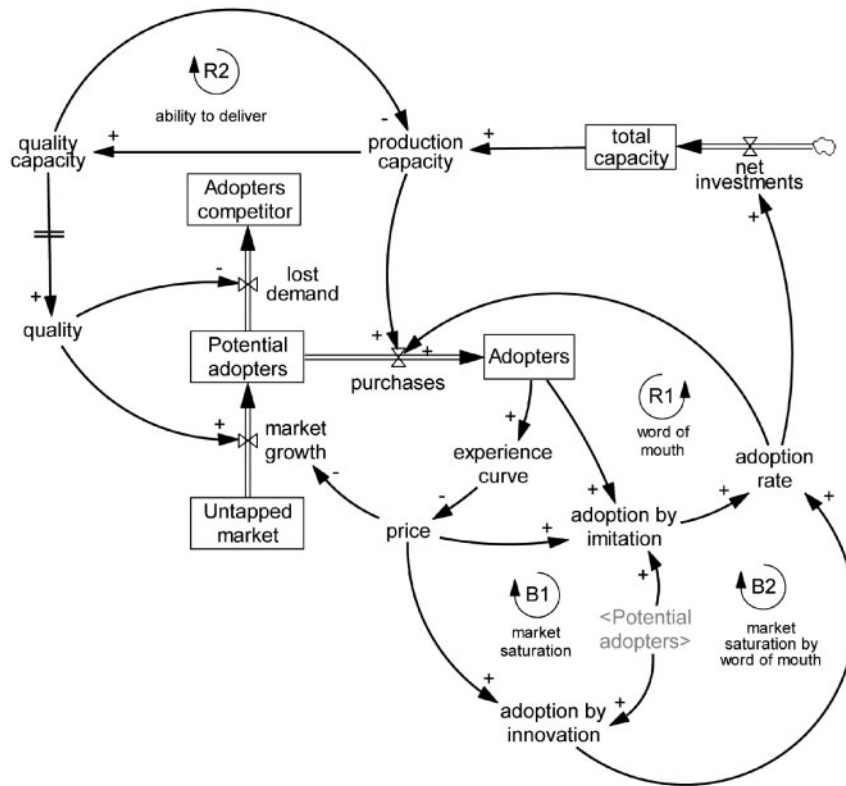 R2
ability to deliver
quality
capacity
+
-
production
capacity
+
total
capacity
net
investments
+
Adopters
competitor
+
quality
-
lost
demand
Potential
adopters
+
+
purchases
Adopters
R1
word of
mouth
+
market
growth
-
+
experience
curve
-
adoption
rate
+
+
Untapped
market
price
+
+
adoption by
imitation
+
B1
market
saturation
<Potential
adopters>
B2
market
saturation by
word of mouth
+
+
adoption by
innovation